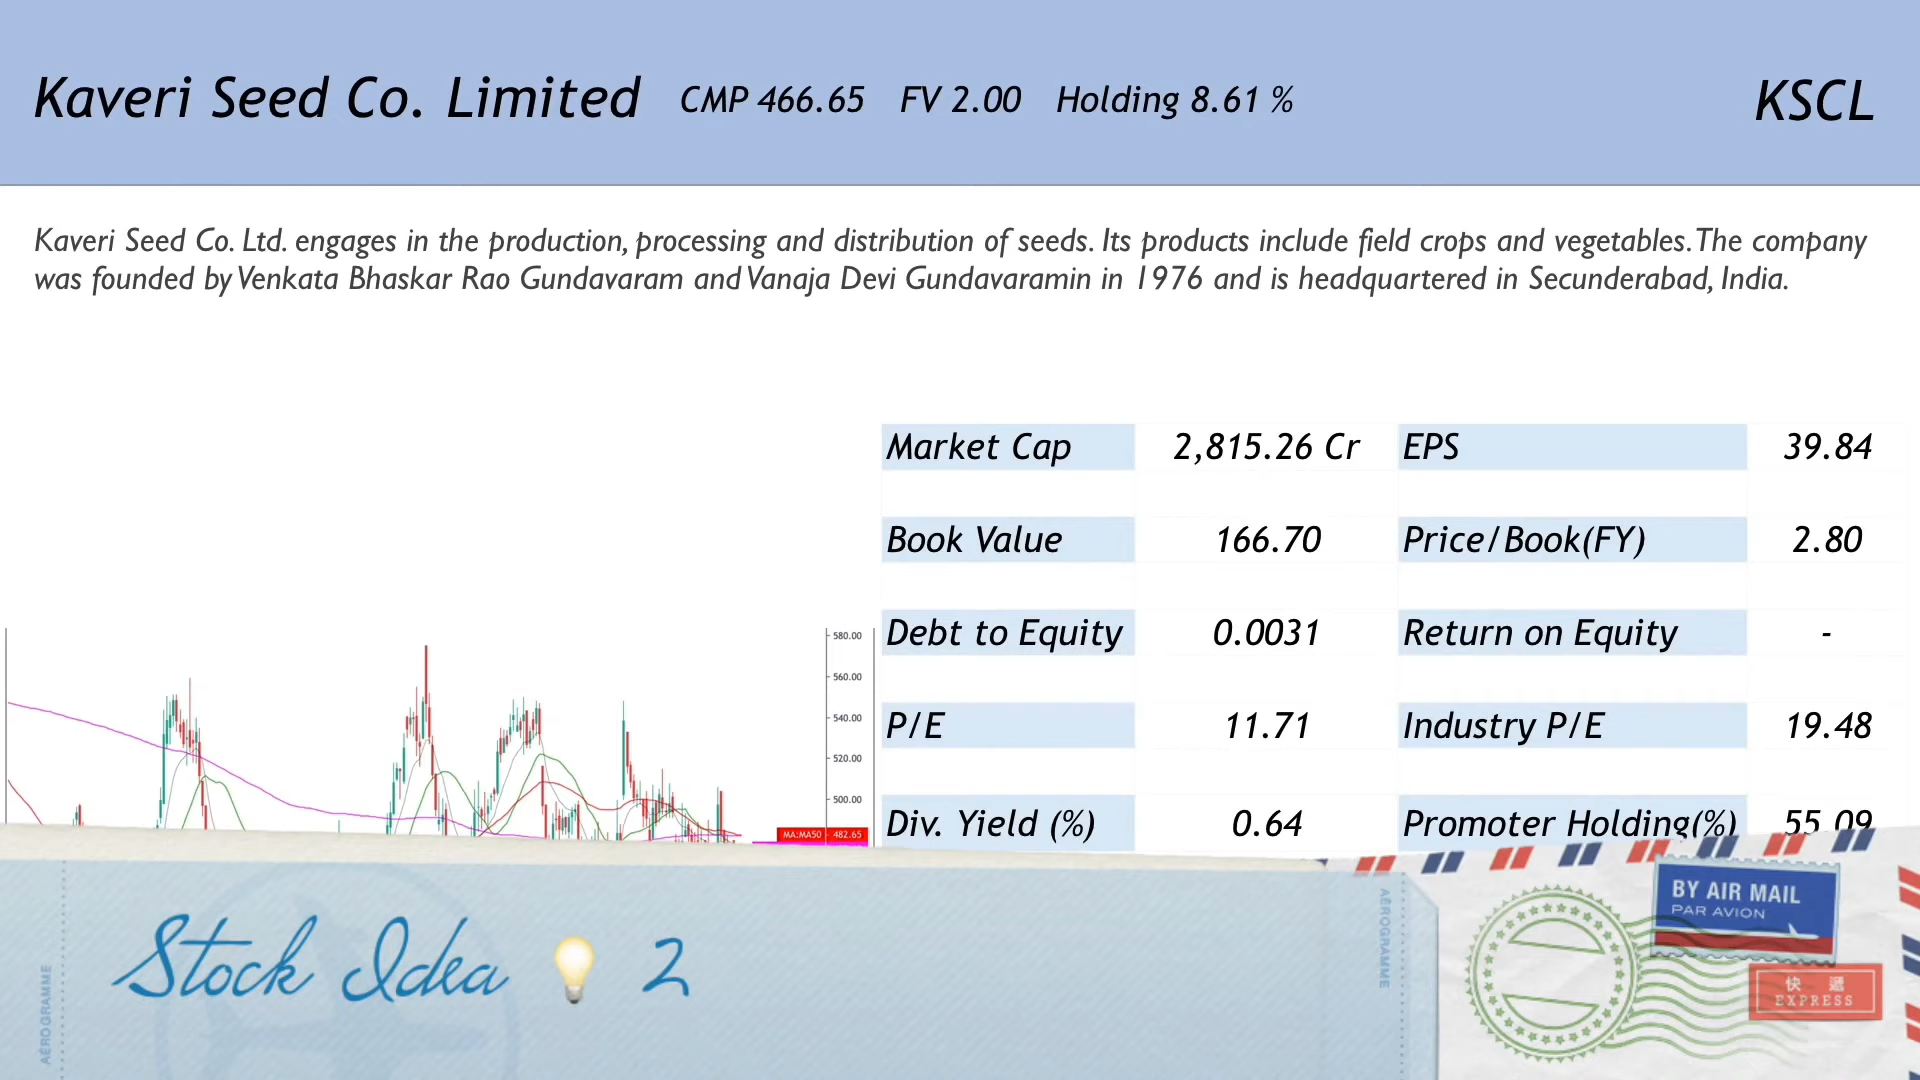 Kaveri Seed Co. Limited CMP 466.65 FV 2.00 Holding 8.61 % KSCL
Kaveri Seed Co. Ltd. engages in the production, processing and distribution of seeds. Its products include field crops and vegetables. The company
was founded by Venkata Bhaskar Rao Gundavaram and Vanaja Devi Gundavaramin in 1976 and is headquartered in Secunderabad, India.
Market Cap 2,815.26 Cr EPS 39.84
Book Value 166.70 Price/Book(FY) 2.80
Debt to Equity 0.0031 Return on Equity -
P/E 11.71 Industry P/E 19.48
Div. Yield (%) 0.64 Promoter Holding(%) 55.09
580.00
560.00
540.00
520.00
500.00
MA:MA50 482.65
Stock Idea 💡 2
AÉROGRAMME
AÉROGRAMME
BY AIR MAIL
PAR AVION
快 遞
EXPRESS